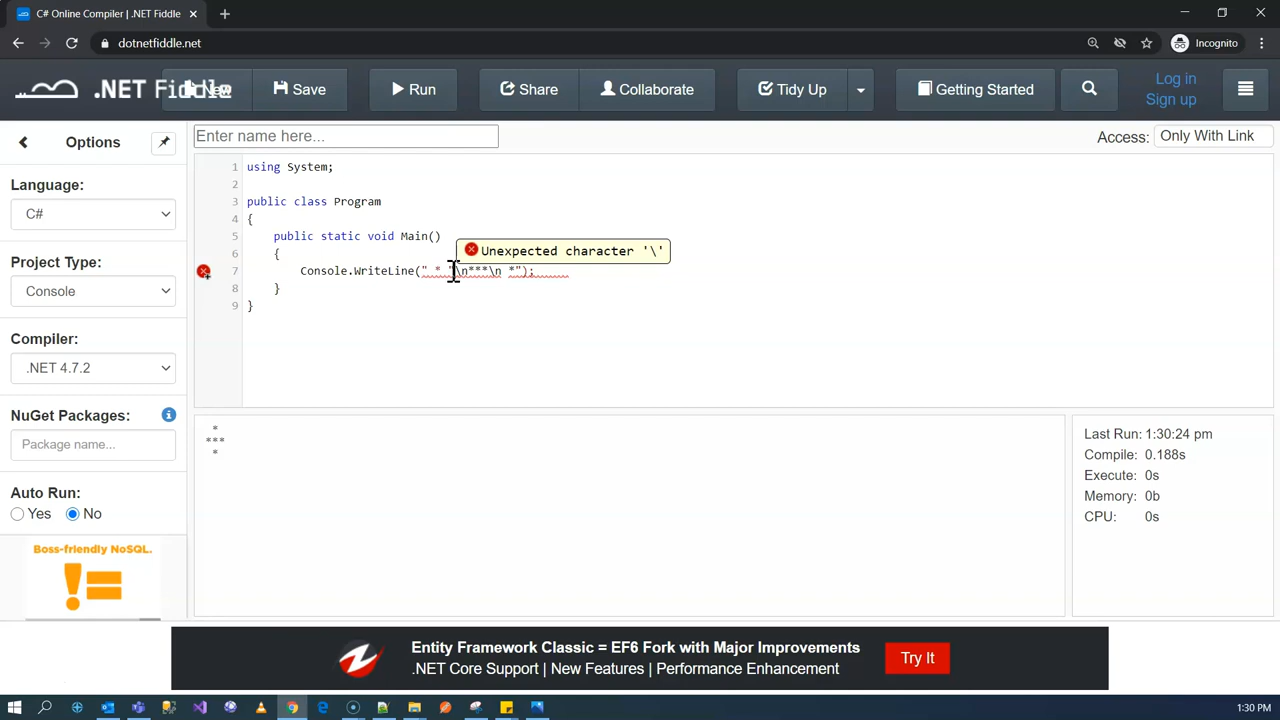 C# Online Compiler | .NET Fiddle
dotnetfiddle.net
Incognito
.NET Fiddle
New
Save
Run
Share
Collaborate
Tidy Up
Getting Started
Log in
Sign up
Options
Enter name here...
Access:
Only With Link
Language:
C#
Project Type:
Console
Compiler:
.NET 4.7.2
NuGet Packages:
Package name...
Auto Run:
Yes
No
Boss-friendly NoSQL.
!=
1 using System;
2
3 public class Program
4 {
5 public static void Main()
6 {
Unexpected character '\'
7 Console.WriteLine(" * "\n***\n *");
8 }
9 }
*
***
*
Last Run: 1:30:24 pm
Compile: 0.188s
Execute: 0s
Memory: 0b
CPU: 0s
Entity Framework Classic = EF6 Fork with Major Improvements
.NET Core Support | New Features | Performance Enhancement
Try It
1:30 PM